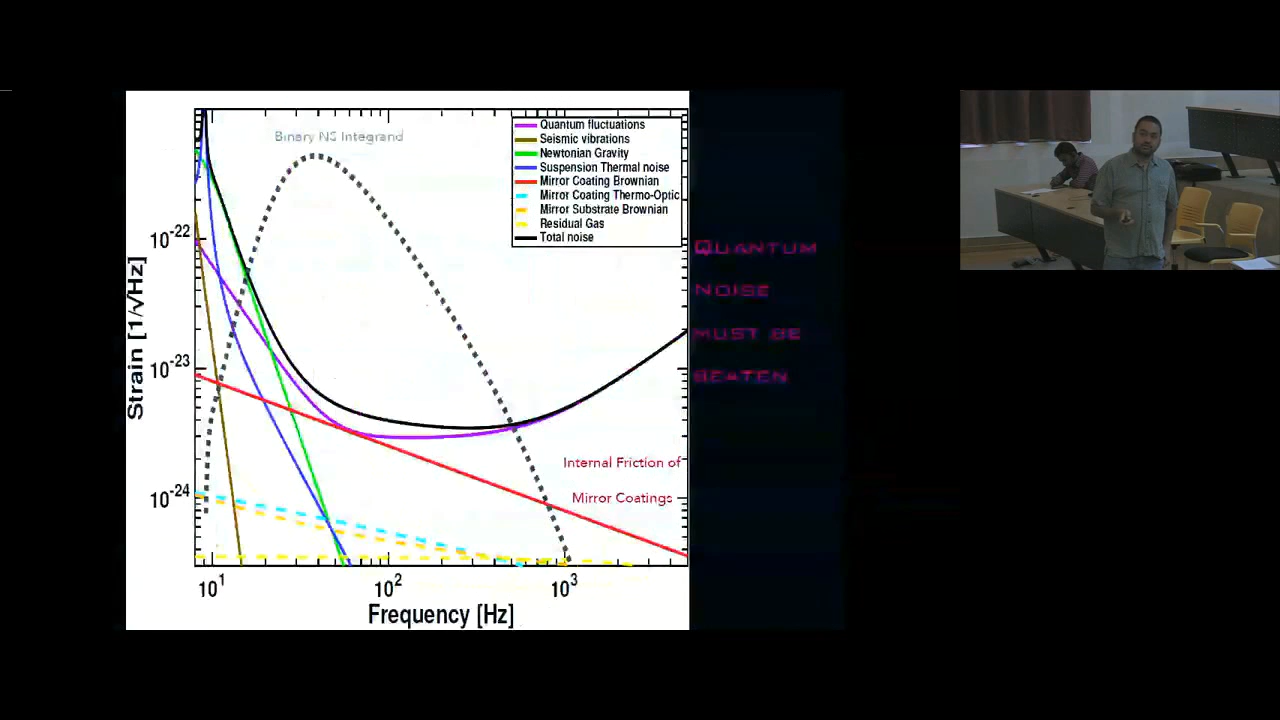 Binary NS Integrand
Quantum fluctuations
Seismic vibrations
Newtonian Gravity
Suspension Thermal noise
Mirror Coating Brownian
Mirror Coating Thermo-Optic
Mirror Substrate Brownian
Residual Gas
Total noise
10-22
10-23
10-24
Strain [1/√Hz]
Internal Friction of
Mirror Coatings
101
102
103
Frequency [Hz]
Quantum
noise
must be
beaten